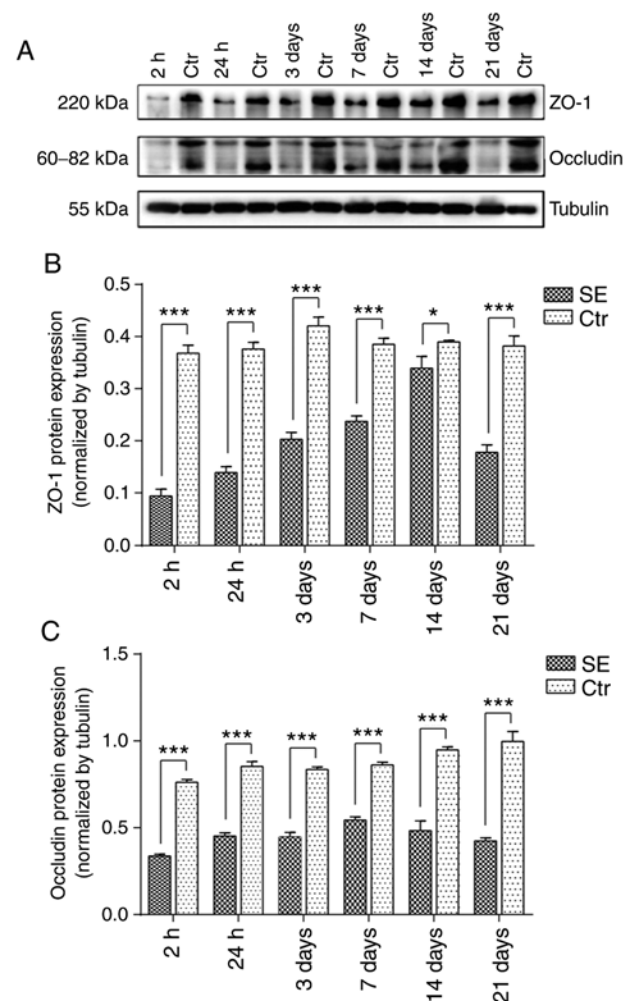 A
2 h Ctr 24 h Ctr 3 days Ctr 7 days Ctr 14 days Ctr 21 days Ctr
220 kDa ZO-1
60–82 kDa Occludin
55 kDa Tubulin
B
ZO-1 protein expression
(normalized by tubulin)
0.5
0.4
0.3
0.2
0.1
0.0
*** *** *** *** * ***
SE
Ctr
2 h 24 h 3 days 7 days 14 days 21 days
C
Occludin protein expression
(normalized by tubulin)
1.5
1.0
0.5
0.0
*** *** *** *** *** ***
SE
Ctr
2 h 24 h 3 days 7 days 14 days 21 days